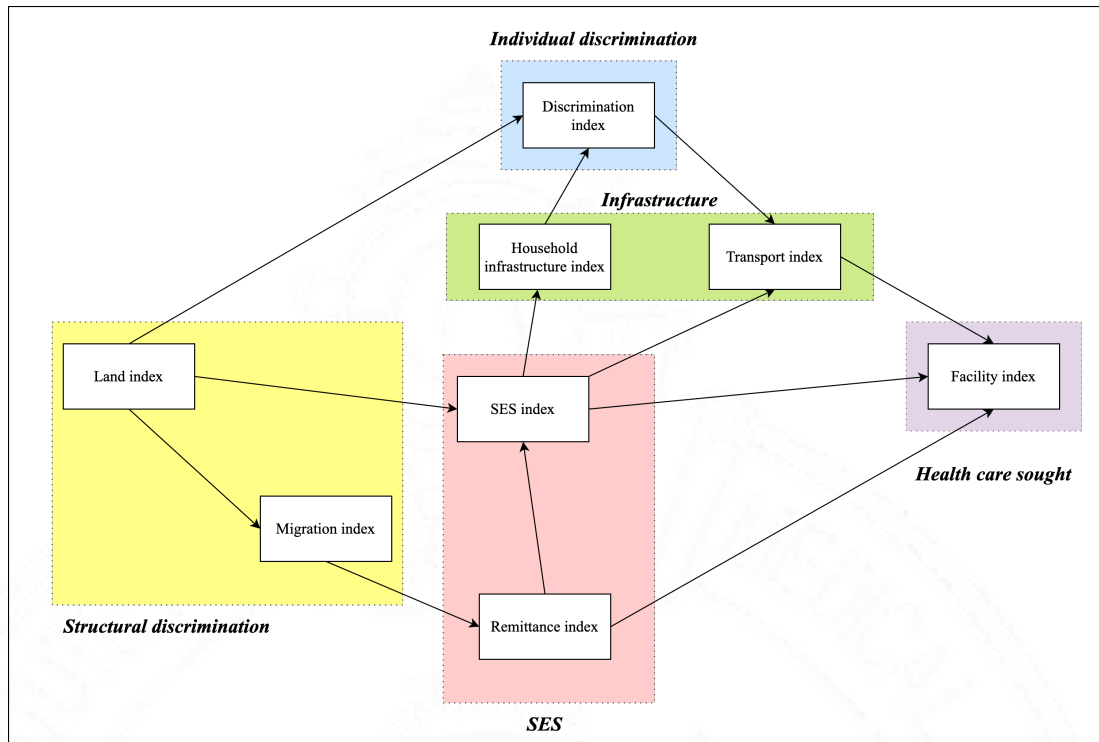 Individual discrimination
Discrimination
index
Infrastructure
Household
infrastructure index
Transport index
Land index
SES index
Facility index
Health care sought
Migration index
Remittance index
Structural discrimination
SES